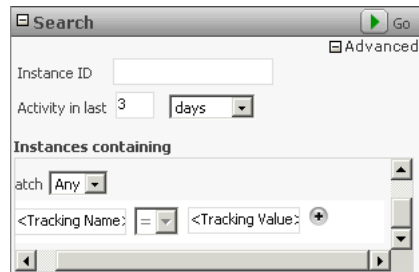 Search Go
Advanced
Instance ID
Activity in last 3 days
Instances containing
atch Any
<Tracking Name> = <Tracking Value>